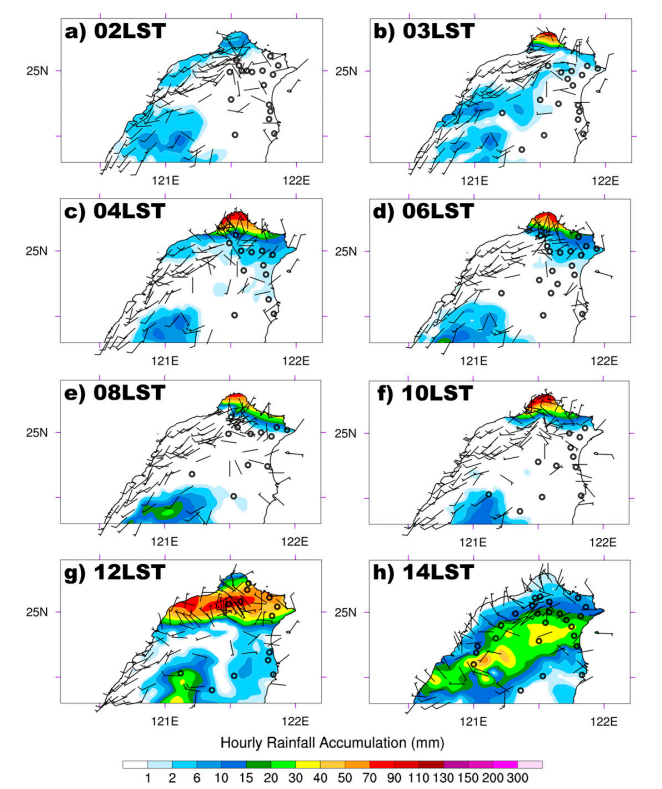 a) 02LST
b) 03LST
25N
25N
121E 122E
121E 122E
c) 04LST
d) 06LST
25N
25N
121E 122E
121E 122E
e) 08LST
f) 10LST
25N
25N
121E 122E
121E 122E
g) 12LST
h) 14LST
25N
25N
121E 122E
121E 122E
Hourly Rainfall Accumulation (mm)
1 2 6 10 15 20 30 40 50 70 90 110 130 150 200 300